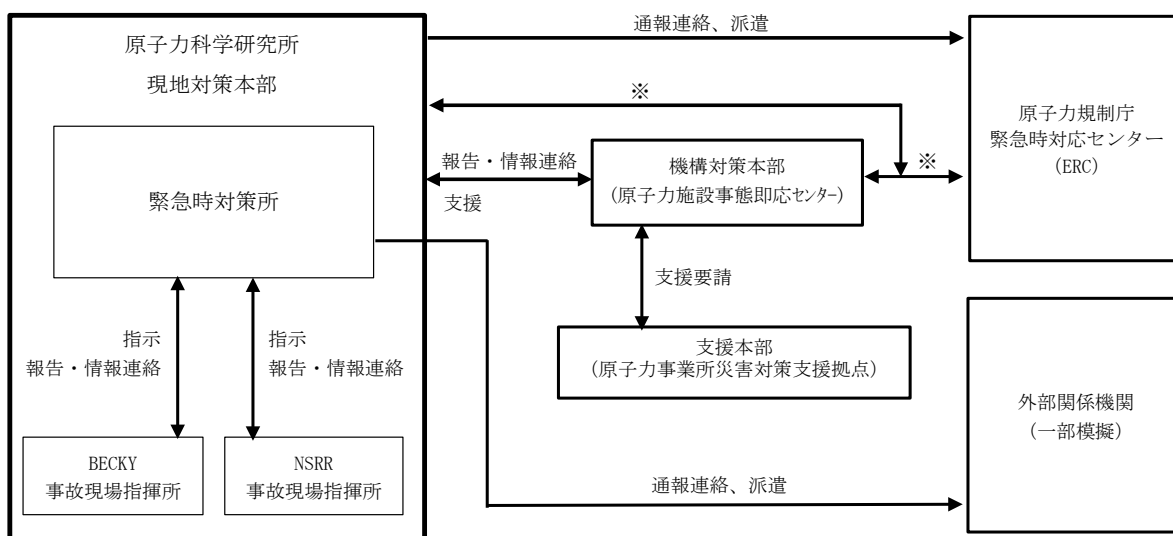 原子力科学研究所
現地対策本部
緊急時対策所
指示
報告・情報連絡
指示
報告・情報連絡
BECKY
事故現場指揮所
NSRR
事故現場指揮所
通報連絡、派遣
※
報告・情報連絡
支援
機構対策本部
(原子力施設事態即応ｾﾝﾀｰ)
※
支援要請
支援本部
(原子力事業所災害対策支援拠点)
通報連絡、派遣
原子力規制庁
緊急時対応センター
(ERC)
外部関係機関
(一部模擬)